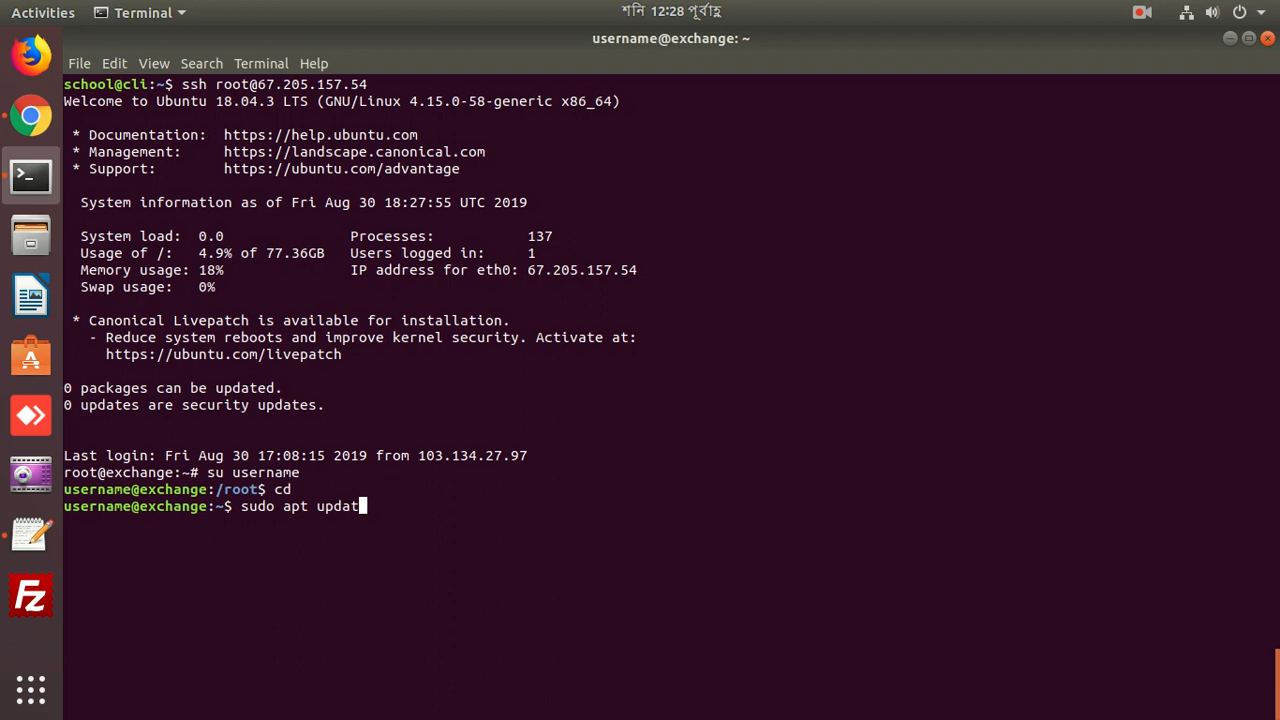 Activities Terminal শনি 12:28 পূর্বাহ্ণ
username@exchange: ~
File Edit View Search Terminal Help
school@cli:~$ ssh root@67.205.157.54
Welcome to Ubuntu 18.04.3 LTS (GNU/Linux 4.15.0-58-generic x86_64)
* Documentation: https://help.ubuntu.com
* Management: https://landscape.canonical.com
* Support: https://ubuntu.com/advantage
System information as of Fri Aug 30 18:27:55 UTC 2019
System load: 0.0 Processes: 137
Usage of /: 4.9% of 77.36GB Users logged in: 1
Memory usage: 18% IP address for eth0: 67.205.157.54
Swap usage: 0%
* Canonical Livepatch is available for installation.
- Reduce system reboots and improve kernel security. Activate at:
https://ubuntu.com/livepatch
0 packages can be updated.
0 updates are security updates.
Last login: Fri Aug 30 17:08:15 2019 from 103.134.27.97
root@exchange:~# su username
username@exchange:/root$ cd
username@exchange:~$ sudo apt updat